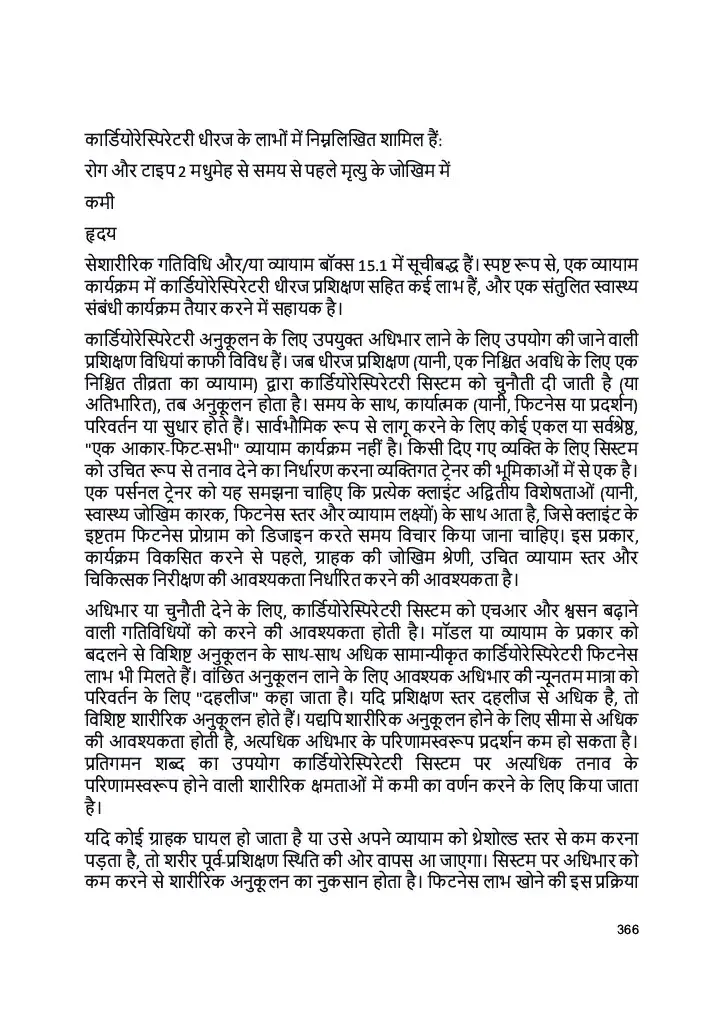 कार्डियोरेस्पिरेटरी धीरज के लाभों में निम्नलिखित शामिल हैं:
रोग और टाइप 2 मधुमेह से समय से पहले मृत्यु के जोखिम में
कमी
हृदय
सेशारीरिक गतिविधि और/या व्यायाम बॉक्स 15.1 में सूचीबद्ध हैं। स्पष्ट रूप से, एक व्यायाम
कार्यक्रम में कार्डियोरेस्पिरेटरी धीरज प्रशिक्षण सहित कई लाभ हैं, और एक संतुलित स्वास्थ्य
संबंधी कार्यक्रम तैयार करने में सहायक है।
कार्डियोरेस्पिरेटरी अनुकूलन के लिए उपयुक्त अधिभार लाने के लिए उपयोग की जाने वाली
प्रशिक्षण विधियां काफी विविध हैं। जब धीरज प्रशिक्षण (यानी, एक निश्चित अवधि के लिए एक
निश्चित तीव्रता का व्यायाम) द्वारा कार्डियोरेस्पिरेटरी सिस्टम को चुनौती दी जाती है (या
अतिभारित), तब अनुकूलन होता है। समय के साथ, कार्यात्मक (यानी, फिटनेस या प्रदर्शन)
परिवर्तन या सुधार होते हैं। सार्वभौमिक रूप से लागू करने के लिए कोई एकल या सर्वश्रेष्ठ,
"एक आकार-फिट-सभी" व्यायाम कार्यक्रम नहीं है। किसी दिए गए व्यक्ति के लिए सिस्टम
को उचित रूप से तनाव देने का निर्धारण करना व्यक्तिगत ट्रेनर की भूमिकाओं में से एक है।
एक पर्सनल ट्रेनर को यह समझना चाहिए कि प्रत्येक क्लाइंट अद्वितीय विशेषताओं (यानी,
स्वास्थ्य जोखिम कारक, फिटनेस स्तर और व्यायाम लक्ष्यों) के साथ आता है, जिसे क्लाइंट के
इष्टतम फिटनेस प्रोग्राम को डिजाइन करते समय विचार किया जाना चाहिए। इस प्रकार,
कार्यक्रम विकसित करने से पहले, ग्राहक की जोखिम श्रेणी, उचित व्यायाम स्तर और
चिकित्सक निरीक्षण की आवश्यकता निर्धारित करने की आवश्यकता है।
अधिभार या चुनौती देने के लिए, कार्डियोरेस्पिरेटरी सिस्टम को एचआर और श्वसन बढ़ाने
वाली गतिविधियों को करने की आवश्यकता होती है। मॉडल या व्यायाम के प्रकार को
बदलने से विशिष्ट अनुकूलन के साथ-साथ अधिक सामान्यीकृत कार्डियोरेस्पिरेटरी फिटनेस
लाभ भी मिलते हैं। वांछित अनुकूलन लाने के लिए आवश्यक अधिभार की न्यूनतम मात्रा को
परिवर्तन के लिए "दहलीज" कहा जाता है। यदि प्रशिक्षण स्तर दहलीज से अधिक है, तो
विशिष्ट शारीरिक अनुकूलन होते हैं। यद्यपि शारीरिक अनुकूलन होने के लिए सीमा से अधिक
की आवश्यकता होती है, अत्यधिक अधिभार के परिणामस्वरूप प्रदर्शन कम हो सकता है।
प्रतिगमन शब्द का उपयोग कार्डियोरेस्पिरेटरी सिस्टम पर अत्यधिक तनाव के
परिणामस्वरूप होने वाली शारीरिक क्षमताओं में कमी का वर्णन करने के लिए किया जाता
है।
यदि कोई ग्राहक घायल हो जाता है या उसे अपने व्यायाम को थ्रेशोल्ड स्तर से कम करना
पड़ता है, तो शरीर पूर्व-प्रशिक्षण स्थिति की ओर वापस आ जाएगा। सिस्टम पर अधिभार को
कम करने से शारीरिक अनुकूलन का नुकसान होता है। फिटनेस लाभ खोने की इस प्रक्रिया
366